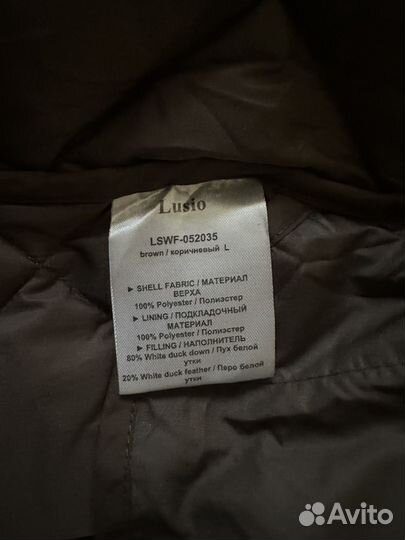 Lusio
LSWF-052035
brown / коричневый L
► SHELL FABRIC / МАТЕРИАЛ
ВЕРХА
100% Polyester / Полиэстер
► LINING / ПОДКЛАДОЧНЫЙ
МАТЕРИАЛ
100% Polyester / Полиэстер
► FILLING / НАПОЛНИТЕЛЬ
80% White duck down / Пух белой
утки
20% White duck feather / Перо белой
утки
Avito